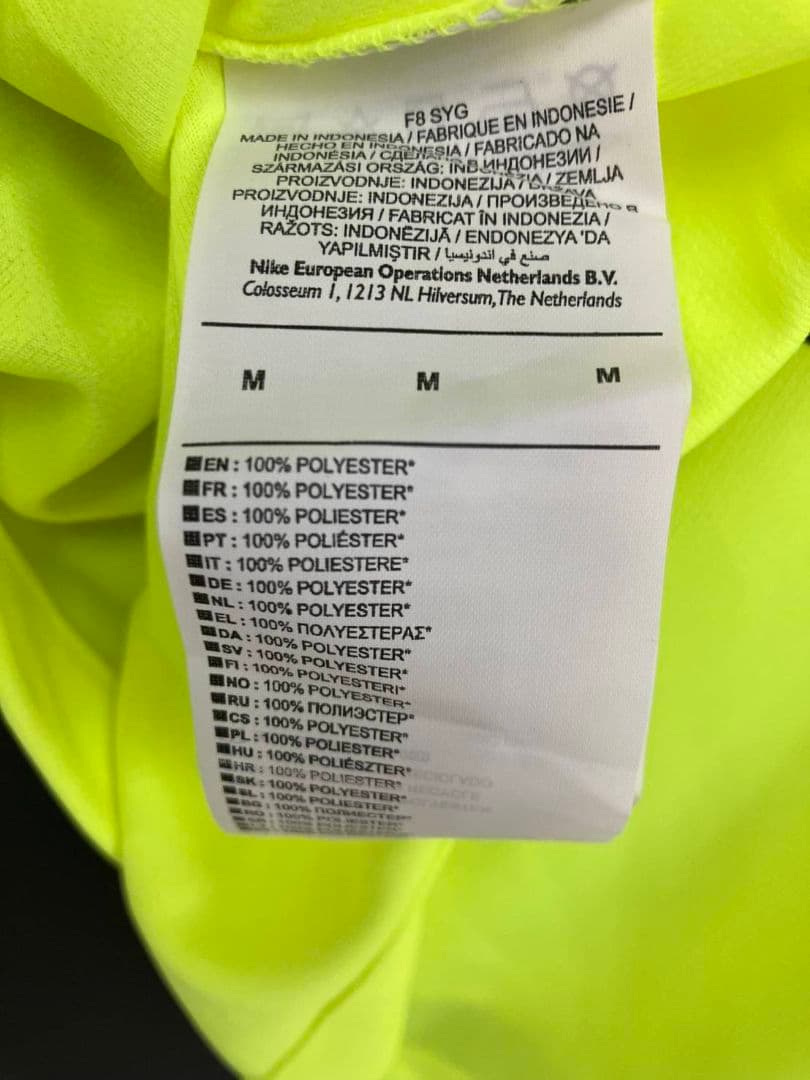 F8 SYG
MADE IN INDONESIA / FABRIQUE EN INDONESIE /
HECHO EN INDONESIA / FABRICADO NA
INDONÉSIA /
SZÁRMAZÁSI ORSZÁG: ИНДОНЕЗИИ /
PROIZVODNJE: INDONEZIJA / ZEMLJA
PROIZVODNJE: INDONEZIJA / ПРОИЗВЕДЕНО В
ИНДОНЕЗИЯ / FABRICAT ÎN INDONEZIA /
RAŽOTS: INDONĒZIJĀ / ENDONEZYA'DA
YAPILMIŞTIR / صنع في اندونيسيا
Nike European Operations Netherlands B.V.
Colosseum 1, 1213 NL Hilversum, The Netherlands
M M M
EN : 100% POLYESTER*
FR : 100% POLYESTER*
ES : 100% POLIESTER*
PT : 100% POLIÉSTER*
IT : 100% POLIESTERE*
DE : 100% POLYESTER*
NL : 100% POLYESTER*
EL : 100% ΠΟΛΥΕΣΤΕΡΑΣ*
DA : 100% POLYESTER*
SV : 100% POLYESTER*
FI : 100% POLYESTERI*
NO : 100% POLYESTER*
RU : 100% ПОЛИЭСТЕР*
CS : 100% POLYESTER*
PL : 100% POLIESTER*
HU : 100% POLIÉSZTER*
HR : 100% POLIESTER*
SK : 100% POLYESTER*
SL : 100% POLIESTER*
BG : 100% ПОЛИЕСТЕР*